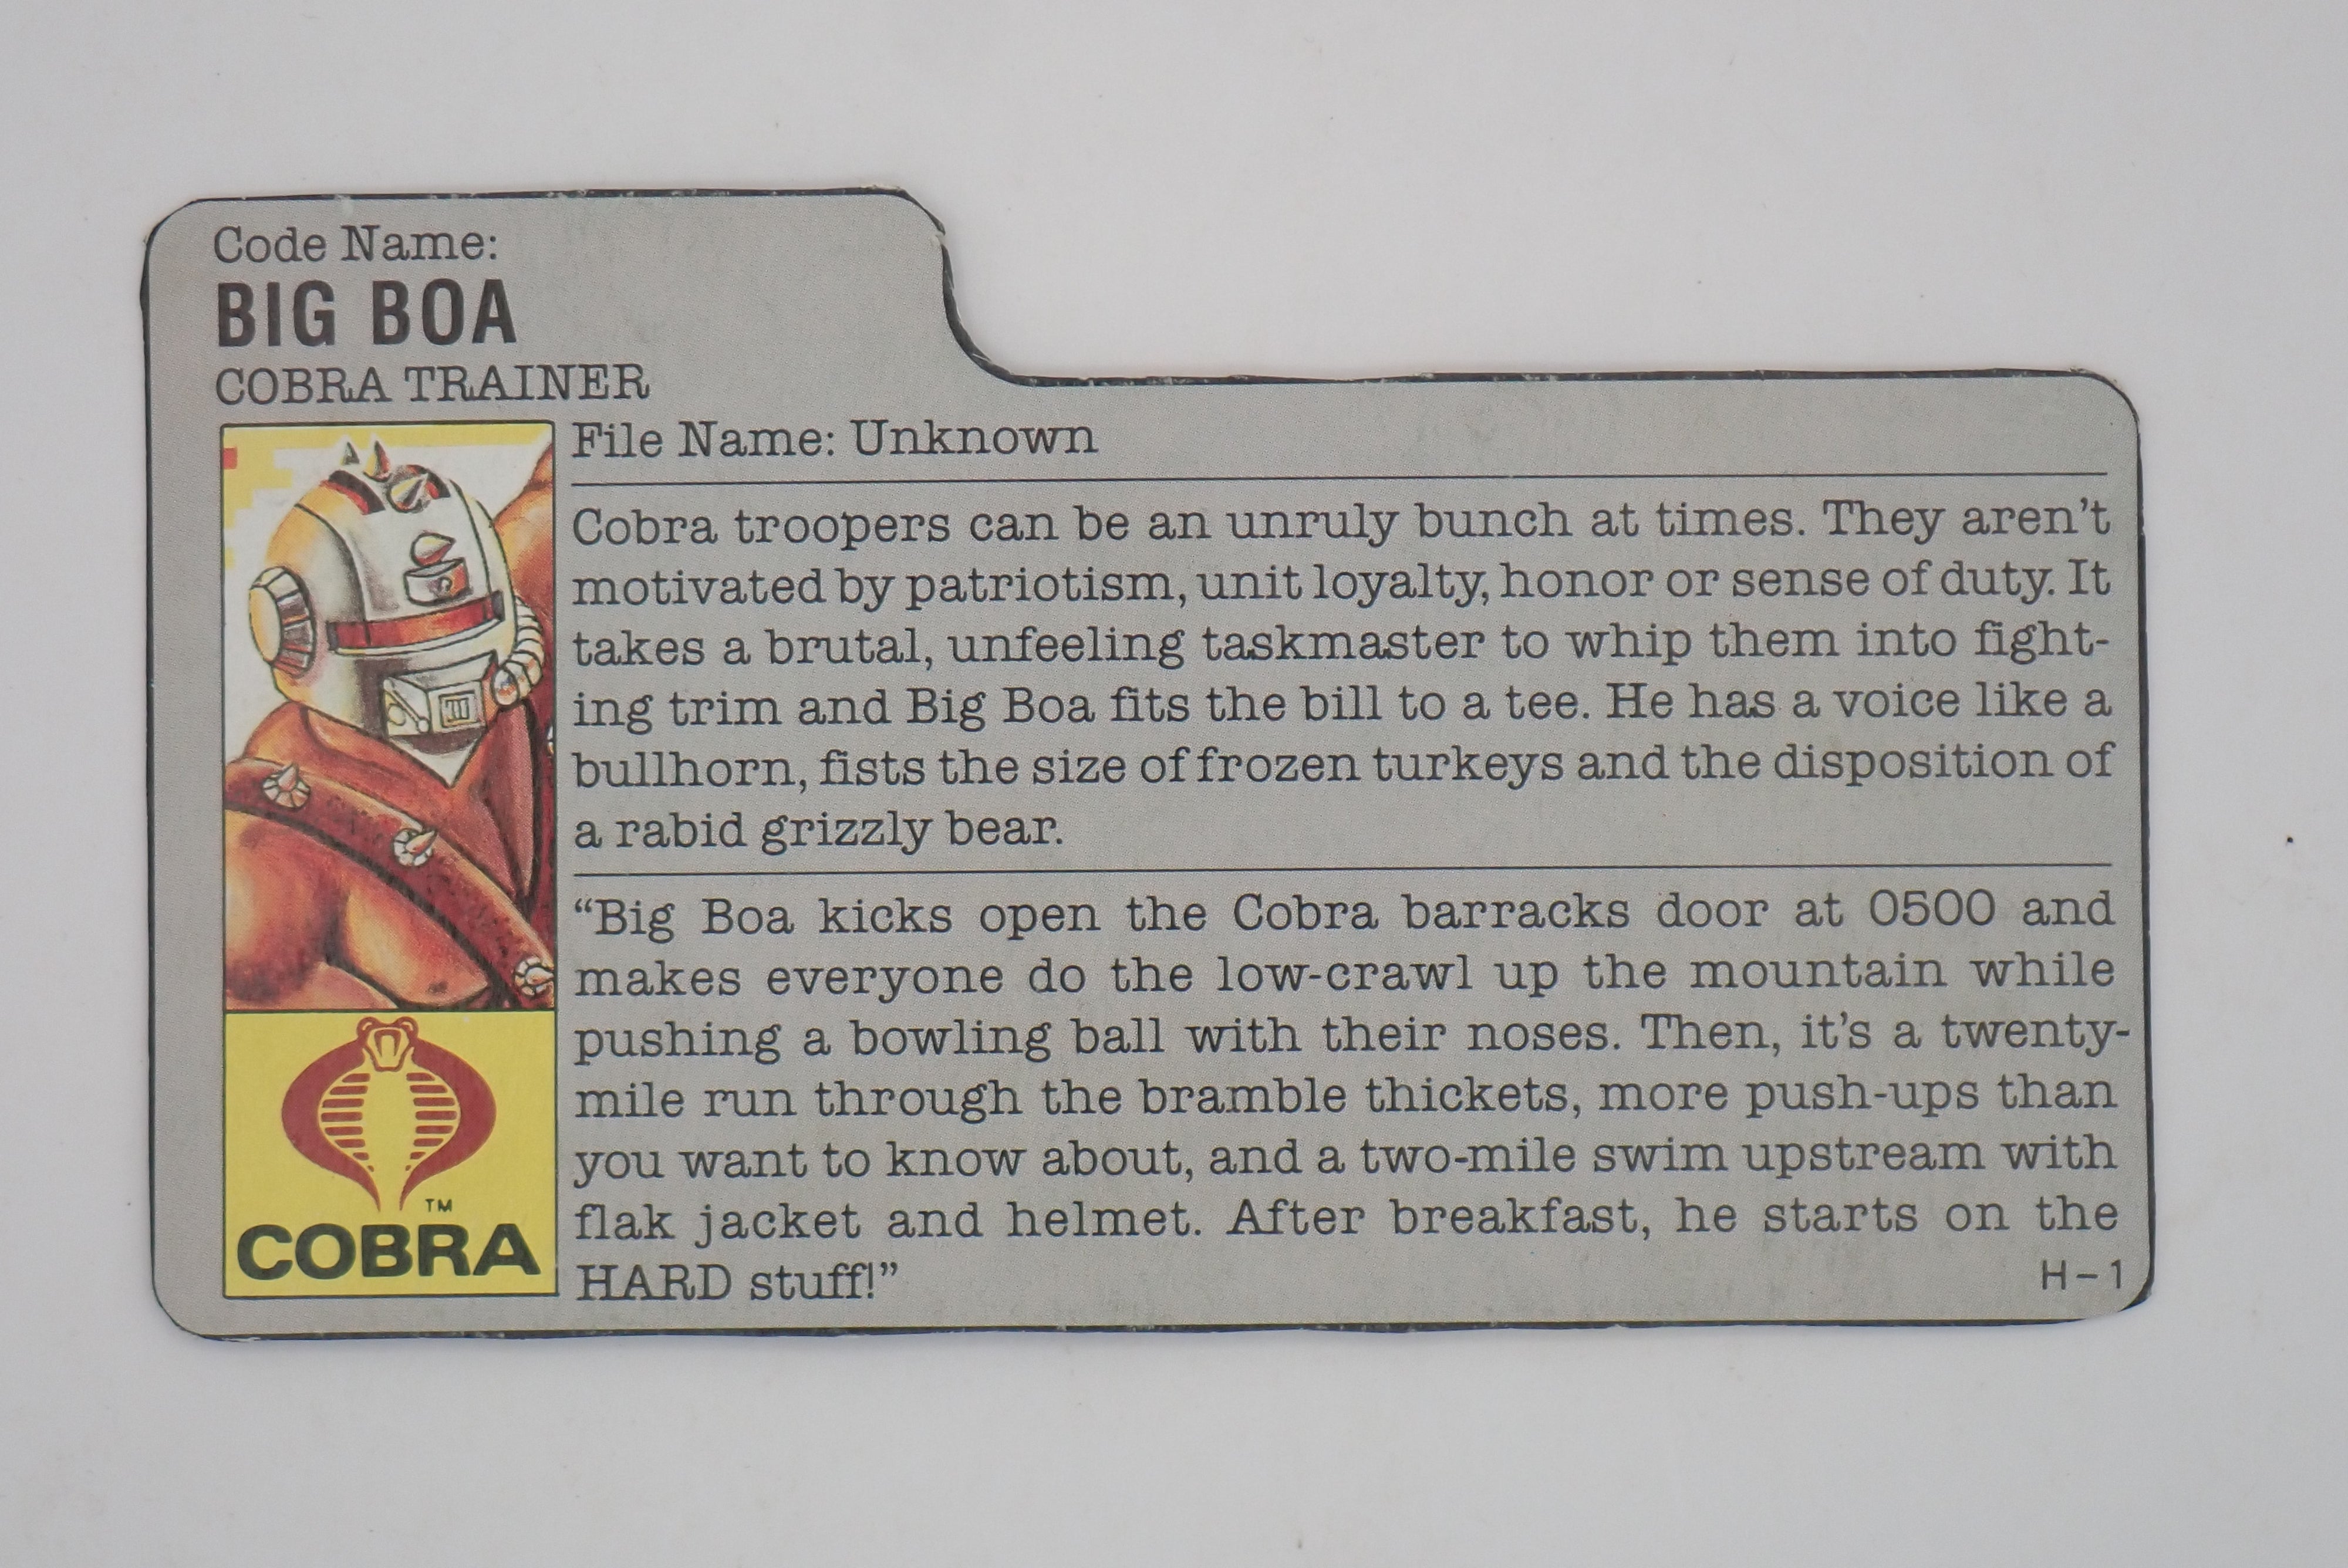 Code Name:
BIG BOA
COBRA TRAINER
File Name: Unknown
Cobra troopers can be an unruly bunch at times. They aren't
motivated by patriotism, unit loyalty, honor or sense of duty. It
takes a brutal, unfeeling taskmaster to whip them into fight-
ing trim and Big Boa fits the bill to a tee. He has a voice like a
bullhorn, fists the size of frozen turkeys and the disposition of
a rabid grizzly bear.
“Big Boa kicks open the Cobra barracks door at 0500 and
makes everyone do the low-crawl up the mountain while
pushing a bowling ball with their noses. Then, it's a twenty-
mile run through the bramble thickets, more push-ups than
you want to know about, and a two-mile swim upstream with
flak jacket and helmet. After breakfast, he starts on the
HARD stuff!”
H-1
TM
COBRA